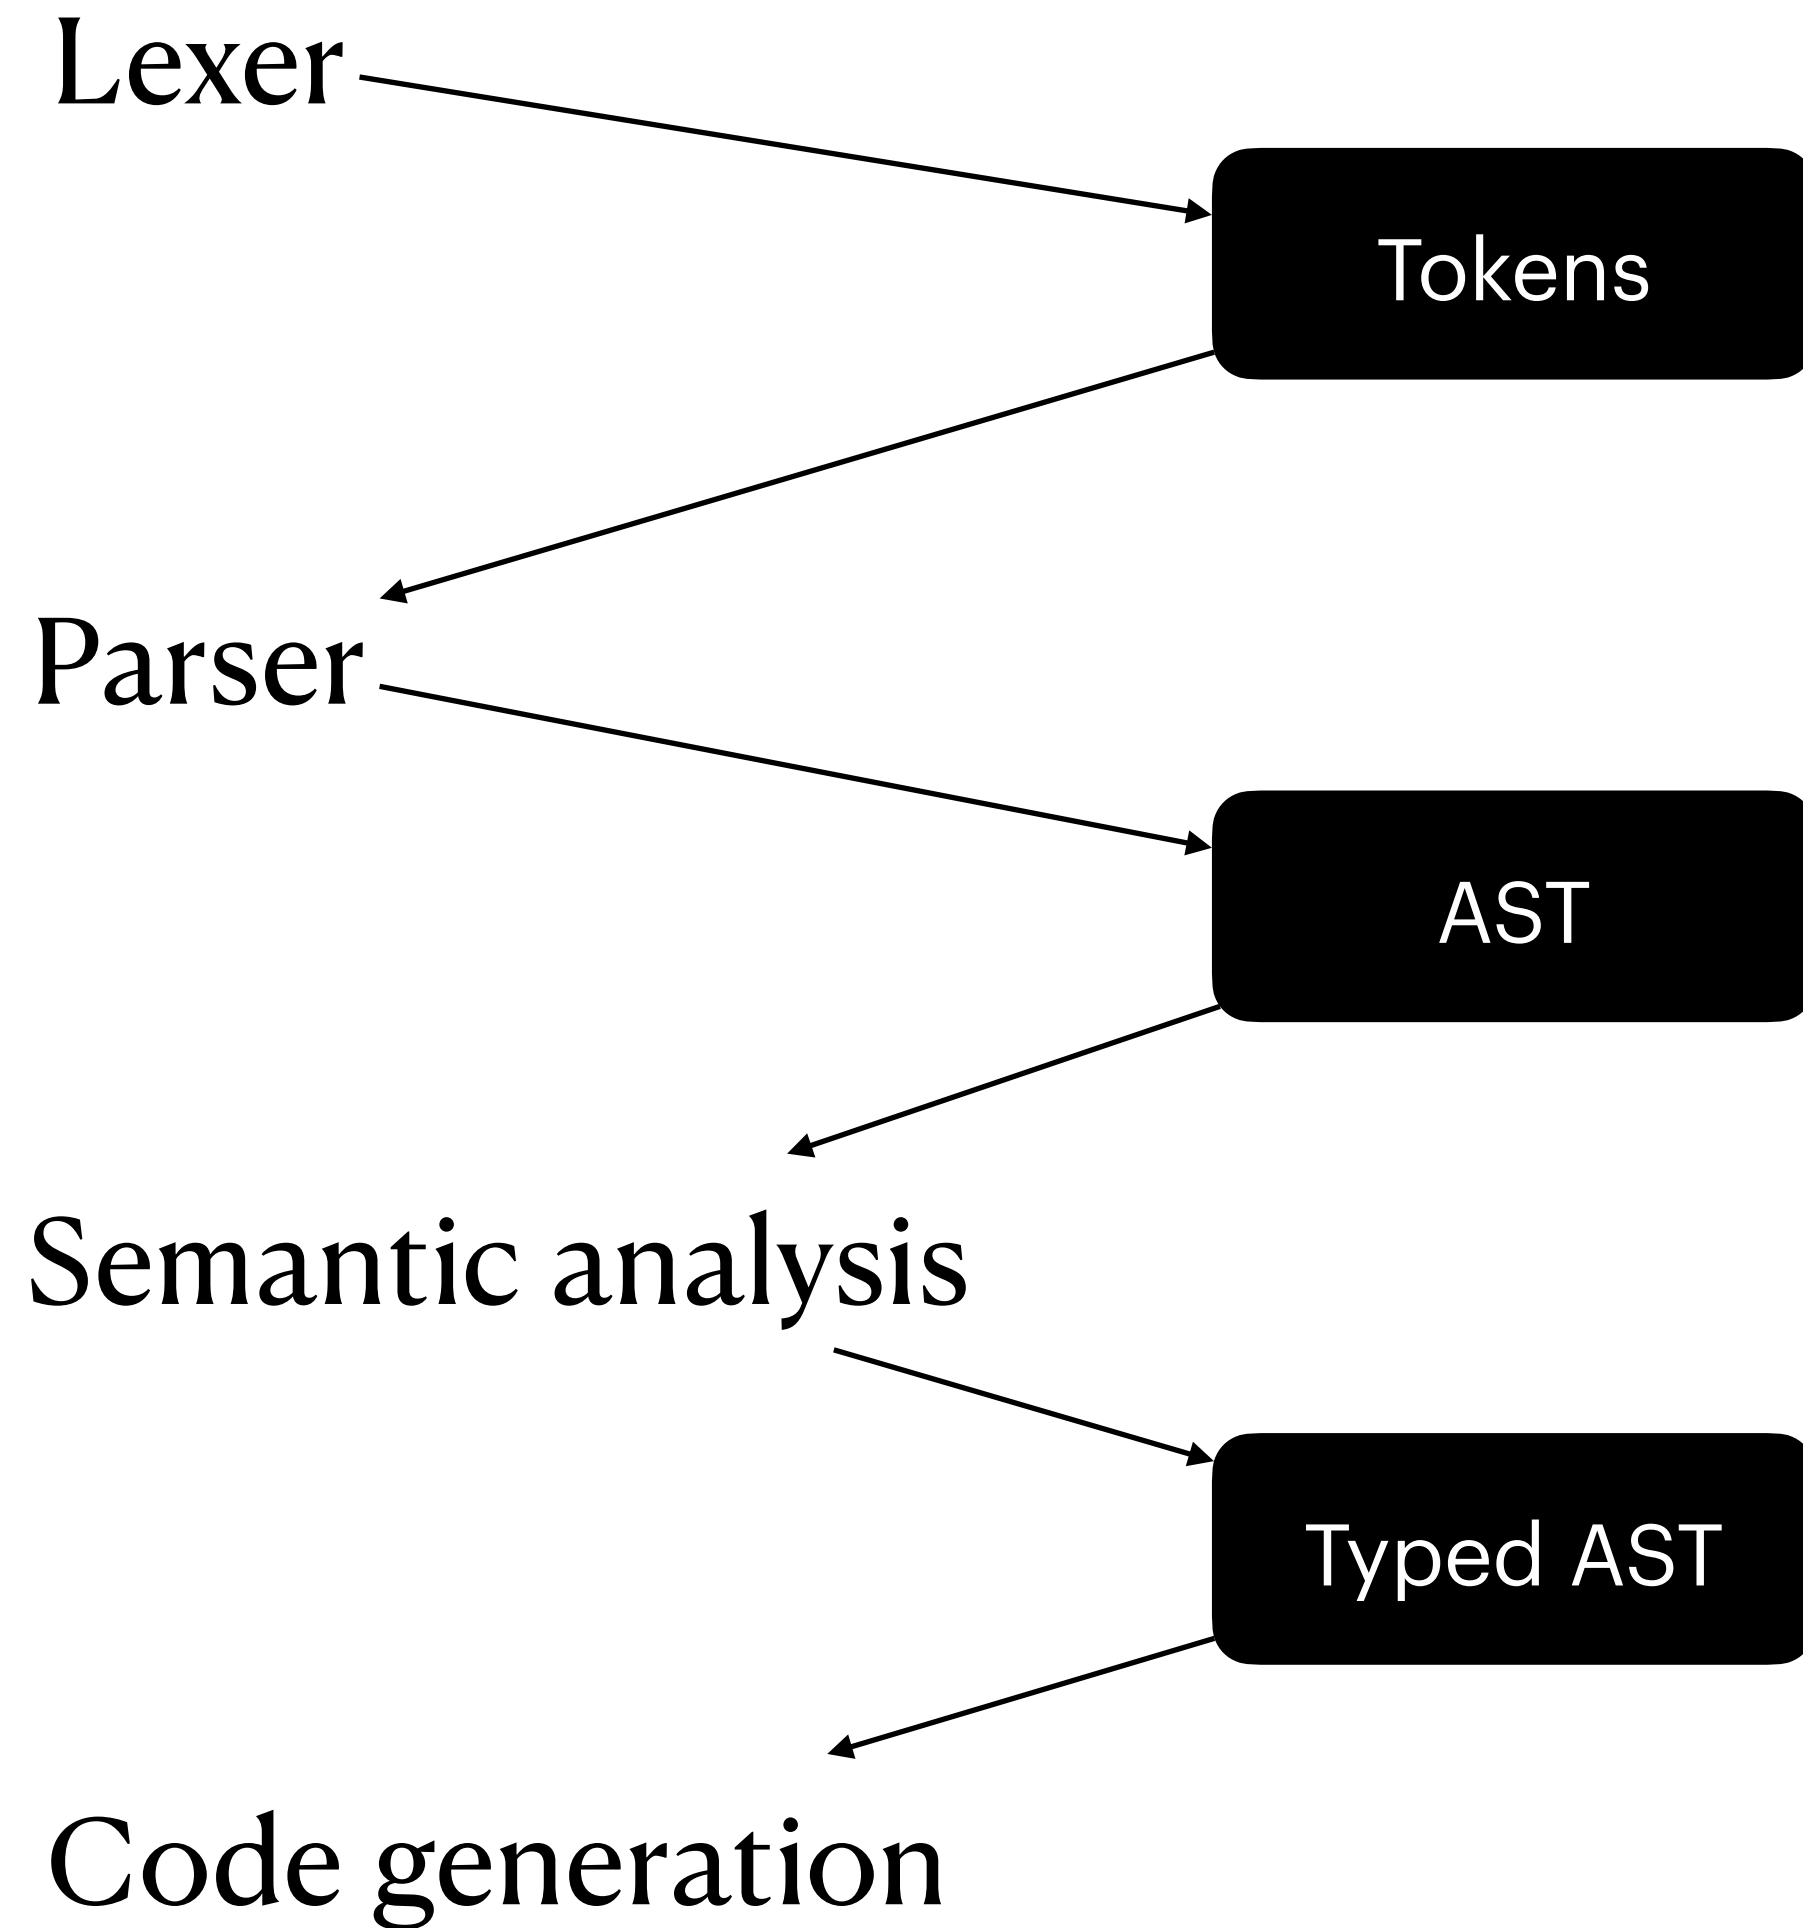 Lexer
Tokens
Parser
AST
Semantic analysis
Typed AST
Code generation